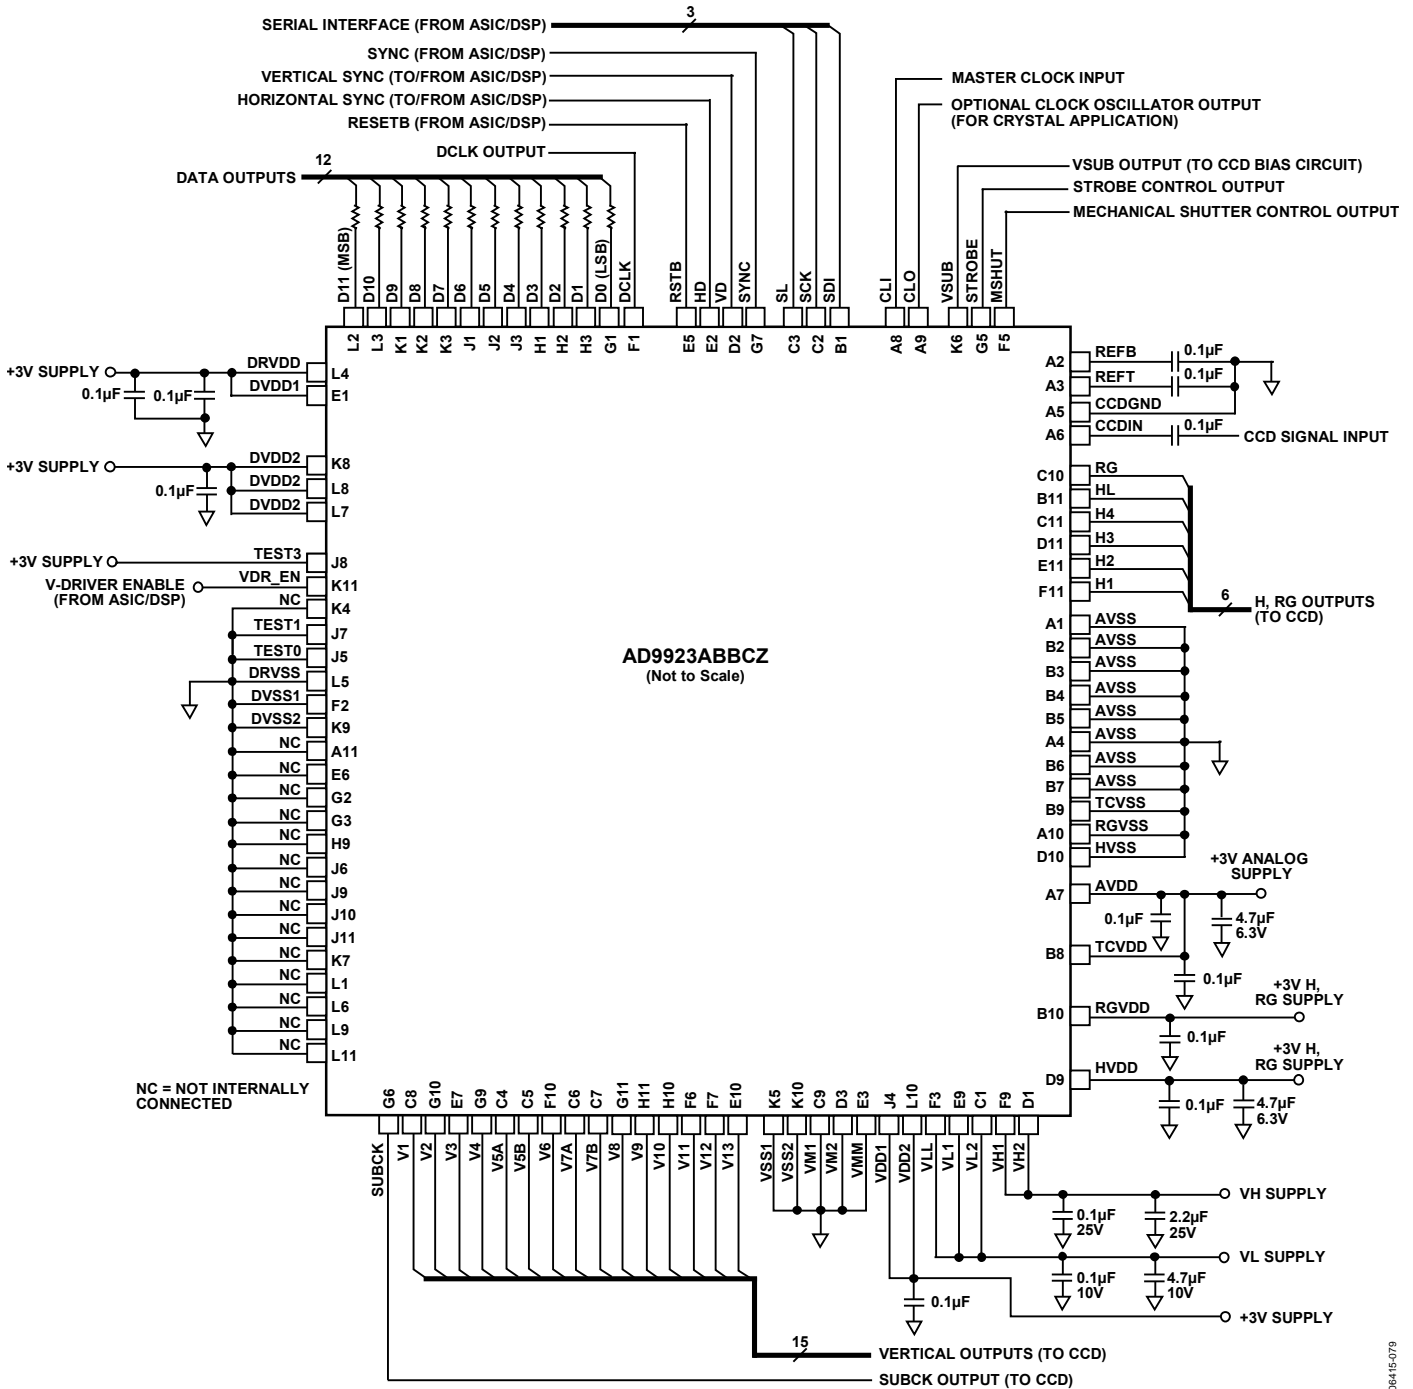 SERIAL INTERFACE (FROM ASIC/DSP)
3
SYNC (FROM ASIC/DSP)
VERTICAL SYNC (TO/FROM ASIC/DSP)
HORIZONTAL SYNC (TO/FROM ASIC/DSP)
RESETB (FROM ASIC/DSP)
DCLK OUTPUT
DATA OUTPUTS
12
MASTER CLOCK INPUT
OPTIONAL CLOCK OSCILLATOR OUTPUT
(FOR CRYSTAL APPLICATION)
VSUB OUTPUT (TO CCD BIAS CIRCUIT)
STROBE CONTROL OUTPUT
MECHANICAL SHUTTER CONTROL OUTPUT
D11 (MSB)
D10
D9
D8
D7
D6
D5
D4
D3
D2
D1
D0 (LSB)
DCLK
RSTB
HD
VD
SYNC
SL
SCK
SDI
CLI
CLO
VSUB
STROBE
MSHUT
L2
L3
K1
K2
K3
J1
J2
J3
H1
H2
H3
G1
F1
E5
E2
D2
G7
C3
C2
B1
A8
A9
K6
G5
F5
+3V SUPPLY
0.1µF
0.1µF
DRVDD
L4
DVDD1
E1
+3V SUPPLY
0.1µF
DVDD2
K8
DVDD2
L8
DVDD2
L7
+3V SUPPLY
TEST3
J8
V-DRIVER ENABLE
(FROM ASIC/DSP)
VDR_EN
K11
NC
K4
TEST1
J7
TEST0
J5
DRVSS
L5
DVSS1
F2
DVSS2
K9
NC
A11
NC
E6
NC
G2
NC
G3
NC
H9
NC
J6
NC
J9
NC
J10
NC
J11
NC
K7
NC
L1
NC
L6
NC
L9
NC
L11
NC = NOT INTERNALLY
CONNECTED
AD9923ABBCZ
(Not to Scale)
A2
REFB
0.1µF
A3
REFT
0.1µF
A5
CCDGND
A6
CCDIN
0.1µF
CCD SIGNAL INPUT
C10
RG
B11
HL
C11
H4
D11
H3
E11
H2
F11
H1
6
H, RG OUTPUTS
(TO CCD)
A1
AVSS
B2
AVSS
B3
AVSS
B4
AVSS
B5
AVSS
A4
AVSS
B6
AVSS
B7
AVSS
B9
TCVSS
A10
RGVSS
D10
HVSS
+3V ANALOG
SUPPLY
A7
AVDD
0.1µF
4.7µF
6.3V
B8
TCVDD
0.1µF
+3V H,
RG SUPPLY
B10
RGVDD
0.1µF
+3V H,
RG SUPPLY
D9
HVDD
0.1µF
4.7µF
6.3V
G6
C8
G10
E7
G9
C4
C5
F10
C6
C7
G11
H11
H10
F6
F7
E10
K5
K10
C9
D3
E3
J4
L10
F3
E9
C1
F9
D1
SUBCK
V1
V2
V3
V4
V5A
V5B
V6
V7A
V7B
V8
V9
V10
V11
V12
V13
VSS1
VSS2
VM1
VM2
VMM
VDD1
VDD2
VLL
VL1
VL2
VH1
VH2
VH SUPPLY
0.1µF
25V
2.2µF
25V
VL SUPPLY
0.1µF
10V
4.7µF
10V
0.1µF
+3V SUPPLY
15
VERTICAL OUTPUTS (TO CCD)
SUBCK OUTPUT (TO CCD)
06415-079